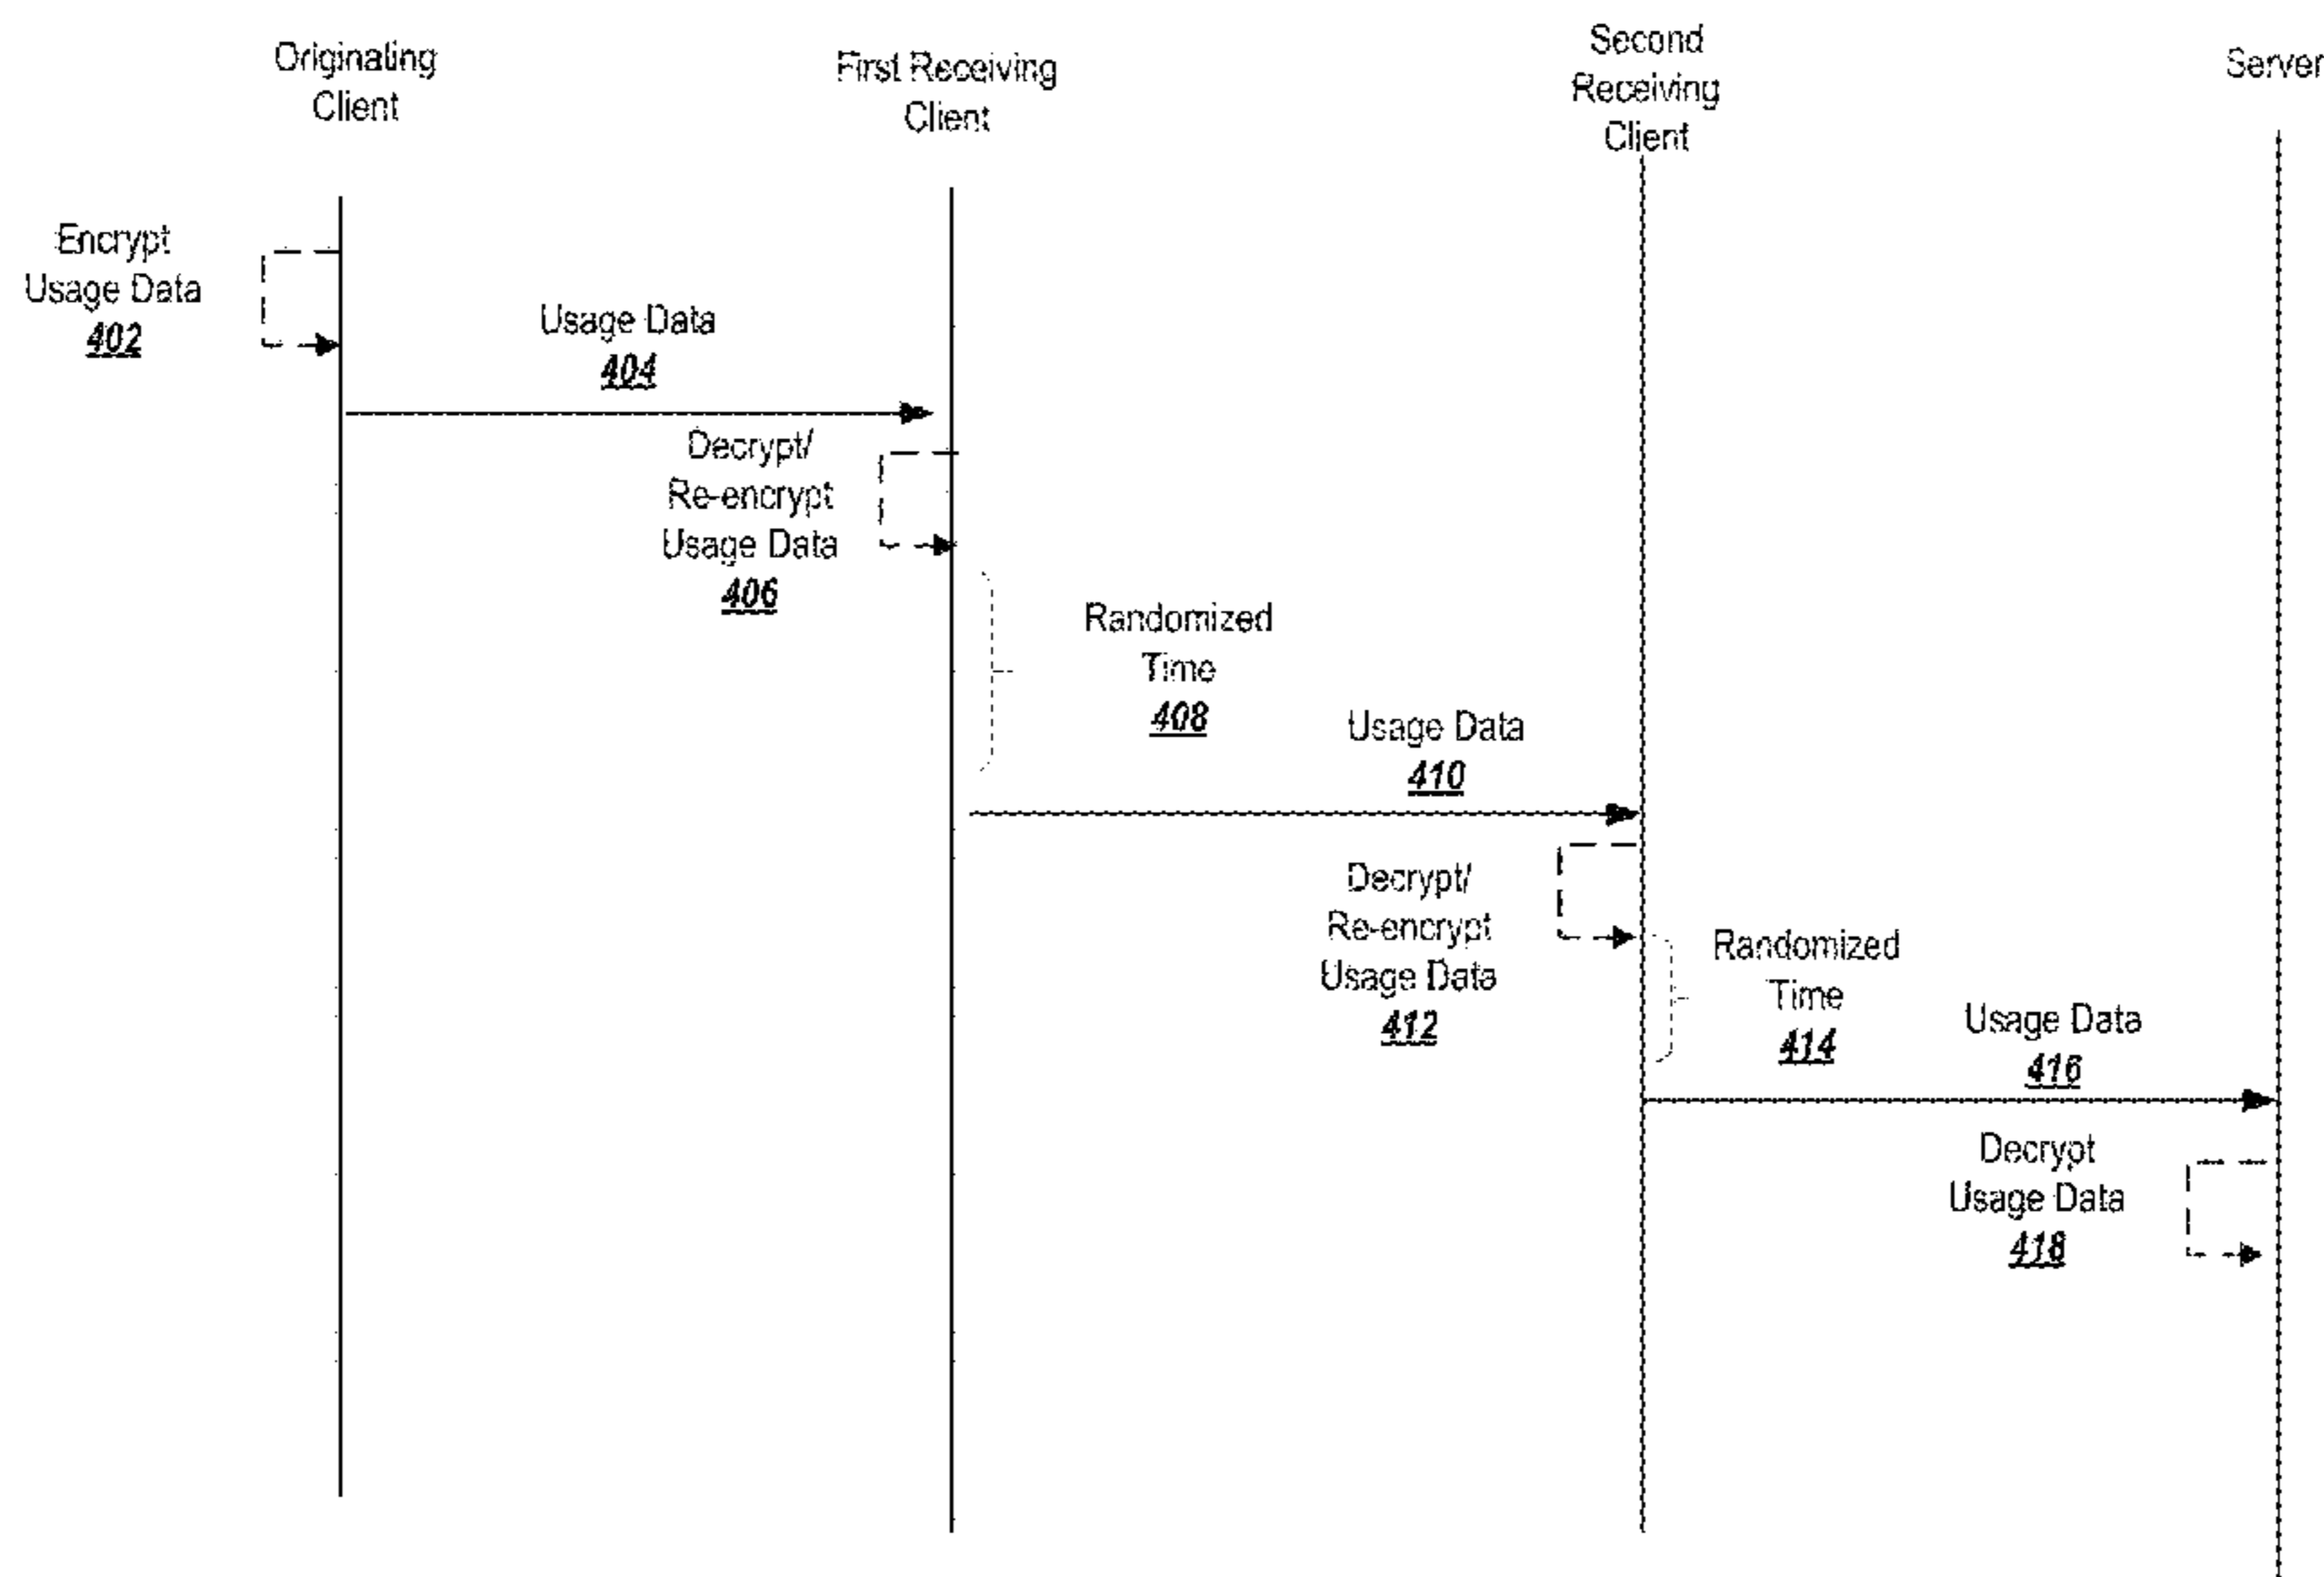 Originating
Client
First Receiving
Client
Second
Receiving
Client
Server
Encrypt
Usage Data
402
Usage Data
404
Decrypt/
Re-encrypt
Usage Data
406
Randomized
Time
408
Usage Data
410
Decrypt/
Re-encrypt
Usage Data
412
Randomized
Time
414
Usage Data
416
Decrypt
Usage Data
418